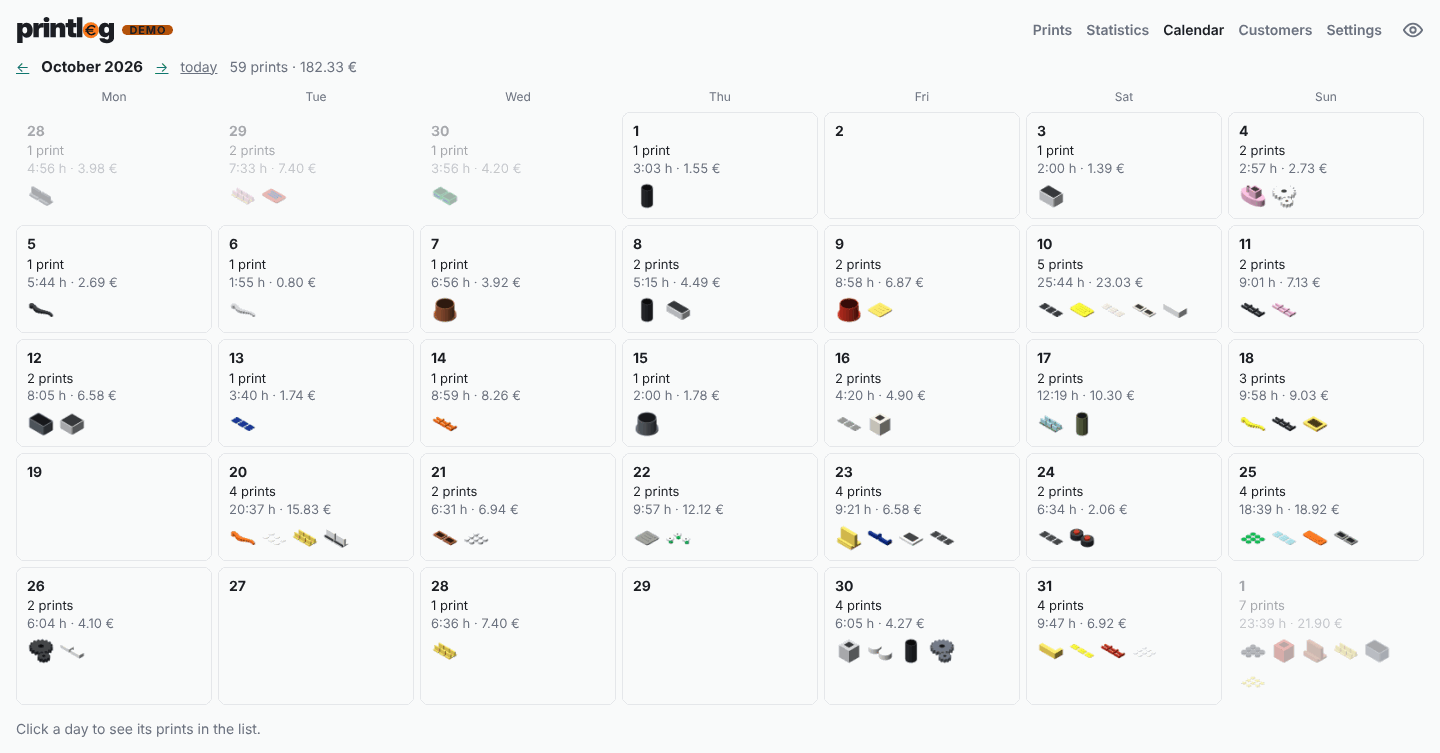 printl€g DEMO
Prints Statistics Calendar Customers Settings
← October 2026 → today 59 prints · 182.33 €
Mon Tue Wed Thu Fri Sat Sun
28
1 print
4:56 h · 3.98 €
29
2 prints
7:33 h · 7.40 €
30
1 print
3:56 h · 4.20 €
1
1 print
3:03 h · 1.55 €
2
3
1 print
2:00 h · 1.39 €
4
2 prints
2:57 h · 2.73 €
5
1 print
5:44 h · 2.69 €
6
1 print
1:55 h · 0.80 €
7
1 print
6:56 h · 3.92 €
8
2 prints
5:15 h · 4.49 €
9
2 prints
8:58 h · 6.87 €
10
5 prints
25:44 h · 23.03 €
11
2 prints
9:01 h · 7.13 €
12
2 prints
8:05 h · 6.58 €
13
1 print
3:40 h · 1.74 €
14
1 print
8:59 h · 8.26 €
15
1 print
2:00 h · 1.78 €
16
2 prints
4:20 h · 4.90 €
17
2 prints
12:19 h · 10.30 €
18
3 prints
9:58 h · 9.03 €
19
20
4 prints
20:37 h · 15.83 €
21
2 prints
6:31 h · 6.94 €
22
2 prints
9:57 h · 12.12 €
23
4 prints
9:21 h · 6.58 €
24
2 prints
6:34 h · 2.06 €
25
4 prints
18:39 h · 18.92 €
26
2 prints
6:04 h · 4.10 €
27
28
1 print
6:36 h · 7.40 €
29
30
4 prints
6:05 h · 4.27 €
31
4 prints
9:47 h · 6.92 €
1
7 prints
23:39 h · 21.90 €
Click a day to see its prints in the list.